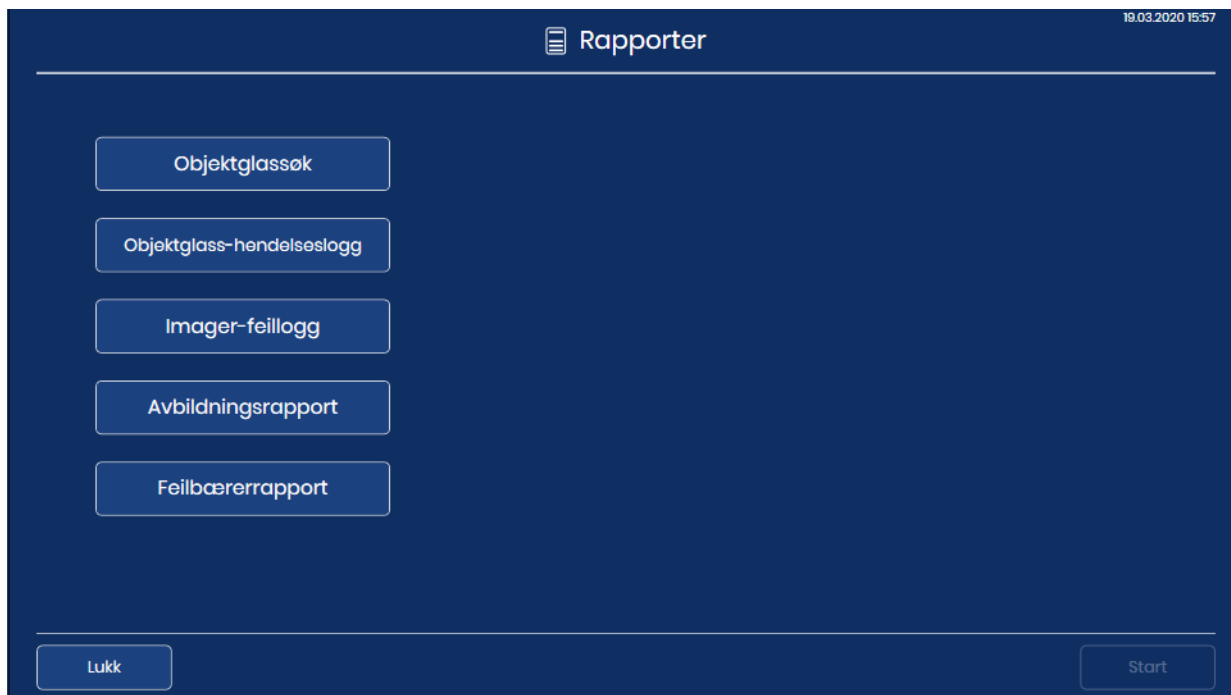 19.03.2020 15:57
Rapporter
Objektglassøk
Objektglass-hendelseslogg
Imager-feillogg
Avbildningsrapport
Feilbærerrapport
Lukk
Start